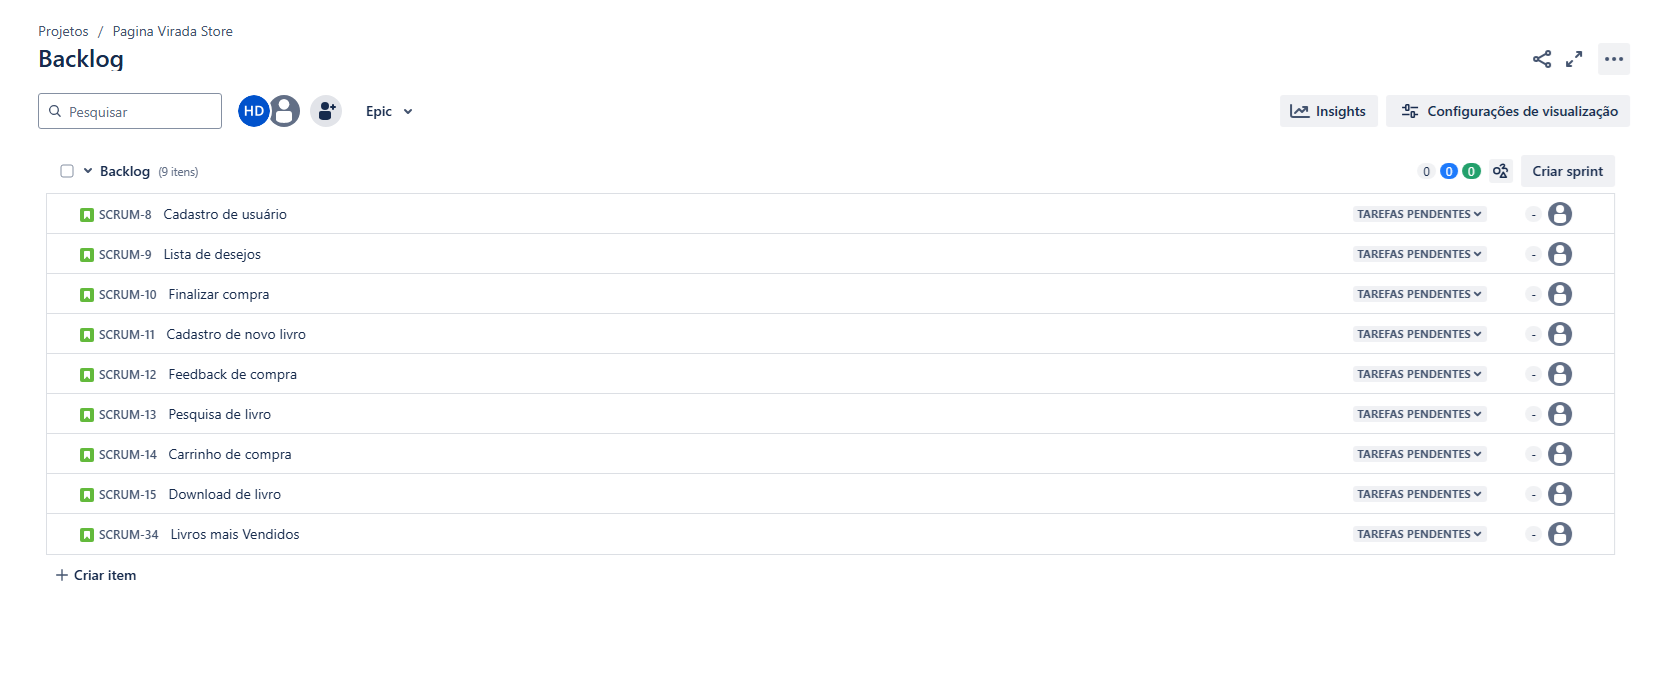 Projetos / Pagina Virada Store
Backlog
Pesquisar HD Epic Insights Configurações de visualização
Backlog (9 itens) 0 0 0 Criar sprint
SCRUM-8 Cadastro de usuário TAREFAS PENDENTES -
SCRUM-9 Lista de desejos TAREFAS PENDENTES -
SCRUM-10 Finalizar compra TAREFAS PENDENTES -
SCRUM-11 Cadastro de novo livro TAREFAS PENDENTES -
SCRUM-12 Feedback de compra TAREFAS PENDENTES -
SCRUM-13 Pesquisa de livro TAREFAS PENDENTES -
SCRUM-14 Carrinho de compra TAREFAS PENDENTES -
SCRUM-15 Download de livro TAREFAS PENDENTES -
SCRUM-34 Livros mais Vendidos TAREFAS PENDENTES -
+ Criar item